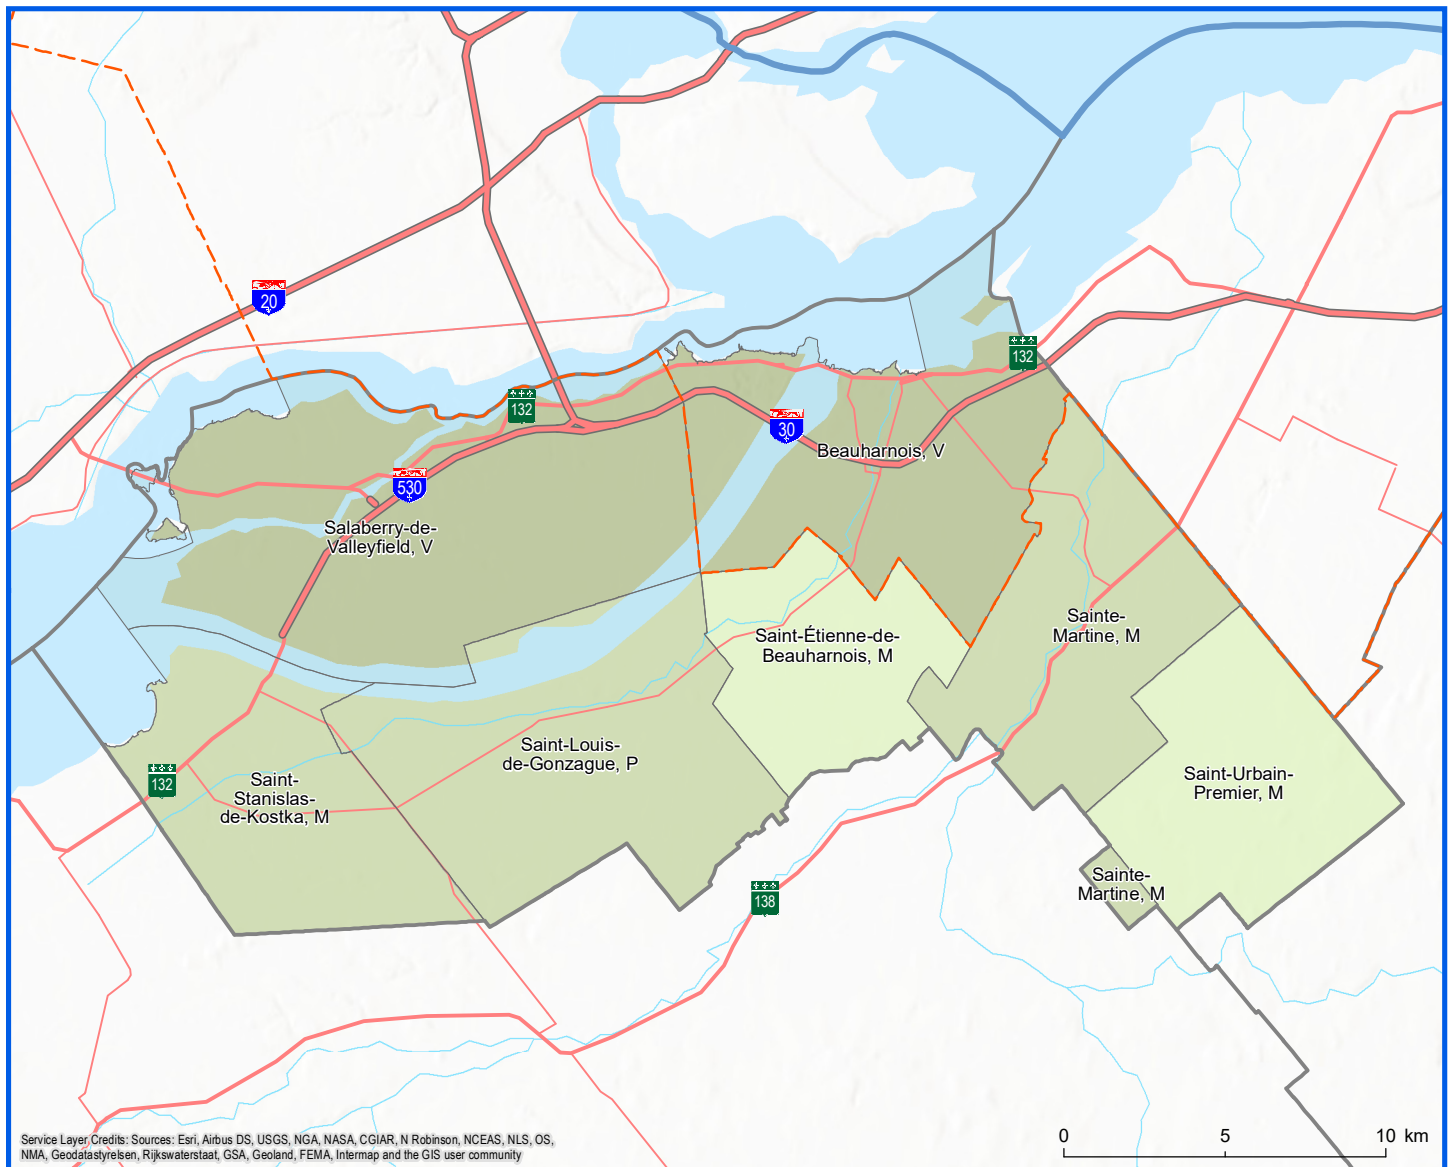 20
132
132
30
Beauharnois, V
530
Salaberry-de-
Valleyfield, V
Sainte-
Martine, M
Saint-Étienne-de-
Beauharnois, M
Saint-Louis-
de-Gonzague, P
132
Saint-
Stanislas-
de-Kostka, M
Saint-Urbain-
Premier, M
Sainte-
Martine, M
138
Service Layer Credits: Sources: Esri, Airbus DS, USGS, NGA, NASA, CGIAR, N Robinson, NCEAS, NLS, OS,
NMA, Geodatastyrelsen, Rijkswaterstaat, GSA, Geoland, FEMA, Intermap and the GIS user community
0 5 10 km